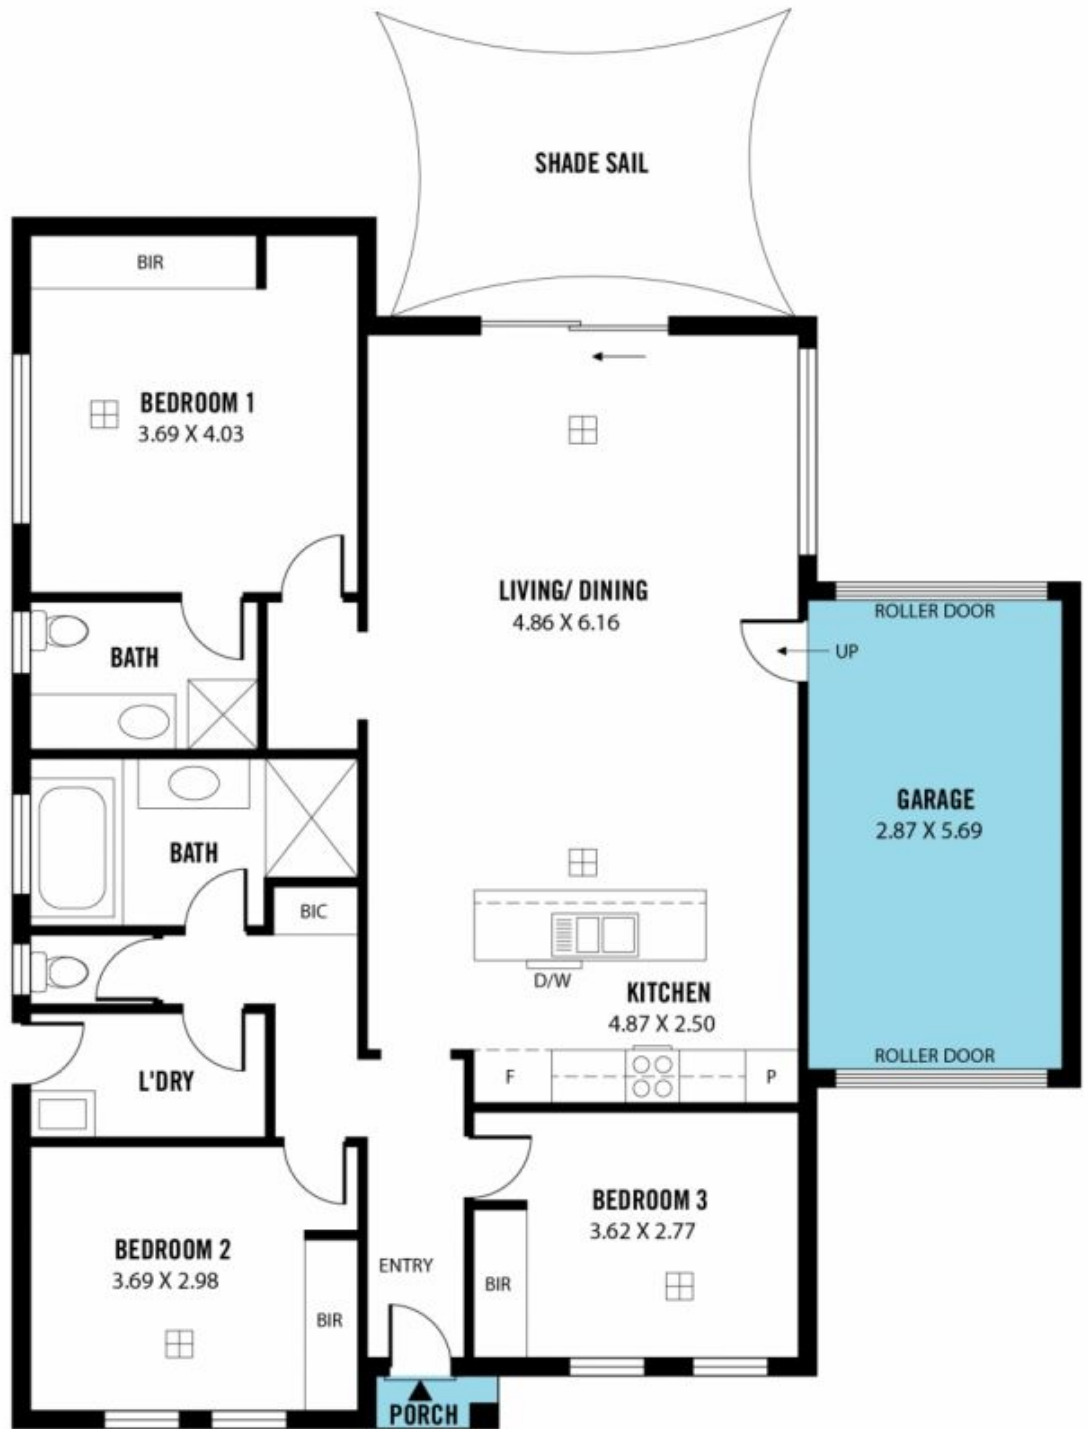 SHADE SAIL
BIR
BEDROOM 1
3.69 X 4.03
LIVING/ DINING
4.86 X 6.16
ROLLER DOOR
UP
BATH
GARAGE
2.87 X 5.69
BATH
BIC
D/W
KITCHEN
4.87 X 2.50
ROLLER DOOR
F
P
L'DRY
BEDROOM 3
3.62 X 2.77
BEDROOM 2
3.69 X 2.98
ENTRY
BIR
BIR
PORCH